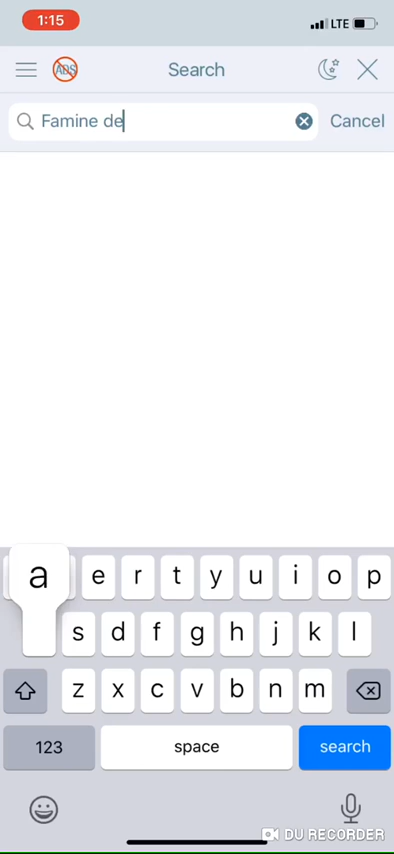 1:15
LTE
ADS
Search
Famine de
Cancel
a e r t y u i o p
s d f g h j k l
z x c v b n m
123 space search
DU RECORDER